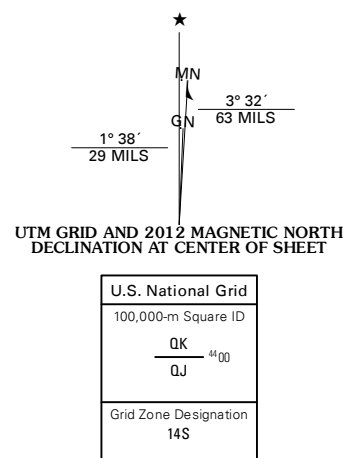 ★
MN
GN
3° 32´
63 MILS
1° 38´
29 MILS
UTM GRID AND 2012 MAGNETIC NORTH
DECLINATION AT CENTER OF SHEET
U.S. National Grid
100,000-m Square ID
QK
4400
QJ
Grid Zone Designation
14S